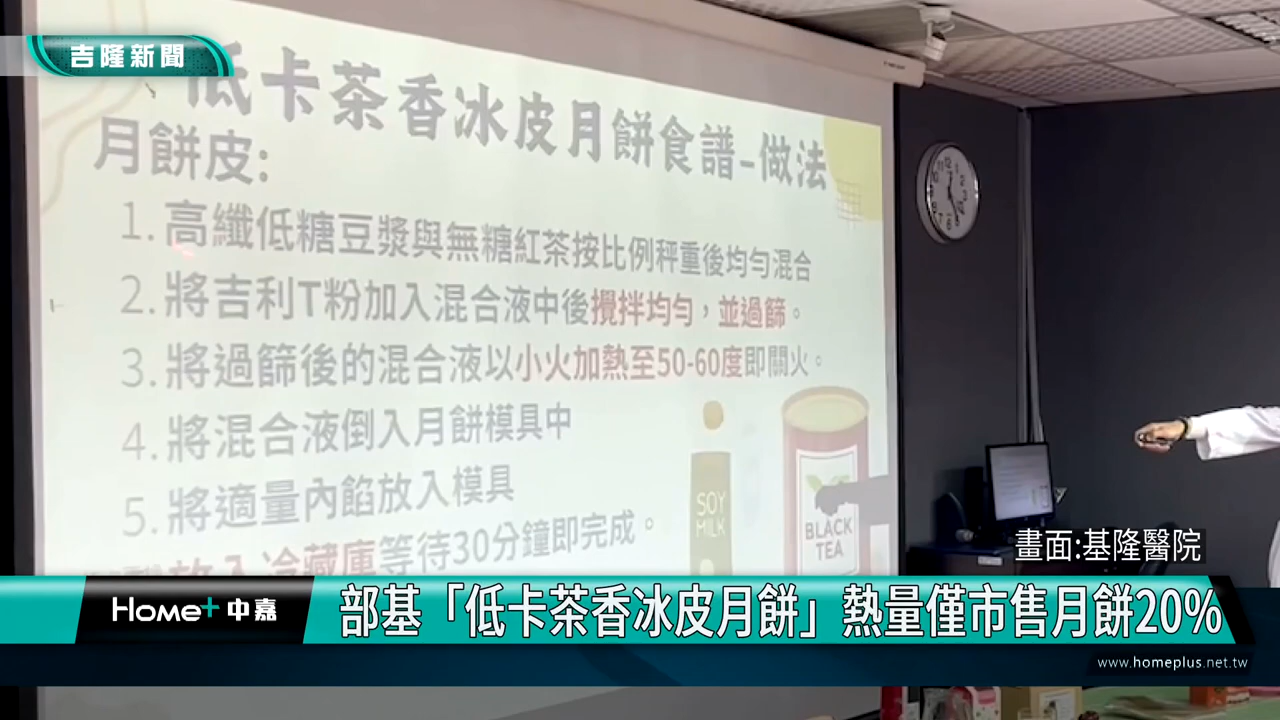 吉隆新聞
低卡茶香冰皮月餅食譜-做法
月餅皮:
1. 高纖低糖豆漿與無糖紅茶按比例秤重後均勻混合
2. 將吉利T粉加入混合液中後攪拌均勻，並過篩。
3. 將過篩後的混合液以小火加熱至50-60度即關火。
4. 將混合液倒入月餅模具中
5. 將適量內餡放入模具
放入冷藏庫等待30分鐘即完成。
SOY
MILK
BLACK
TEA
畫面:基隆醫院
Home+ 中嘉
部基「低卡茶香冰皮月餅」熱量僅市售月餅20%
www.homeplus.net.tw